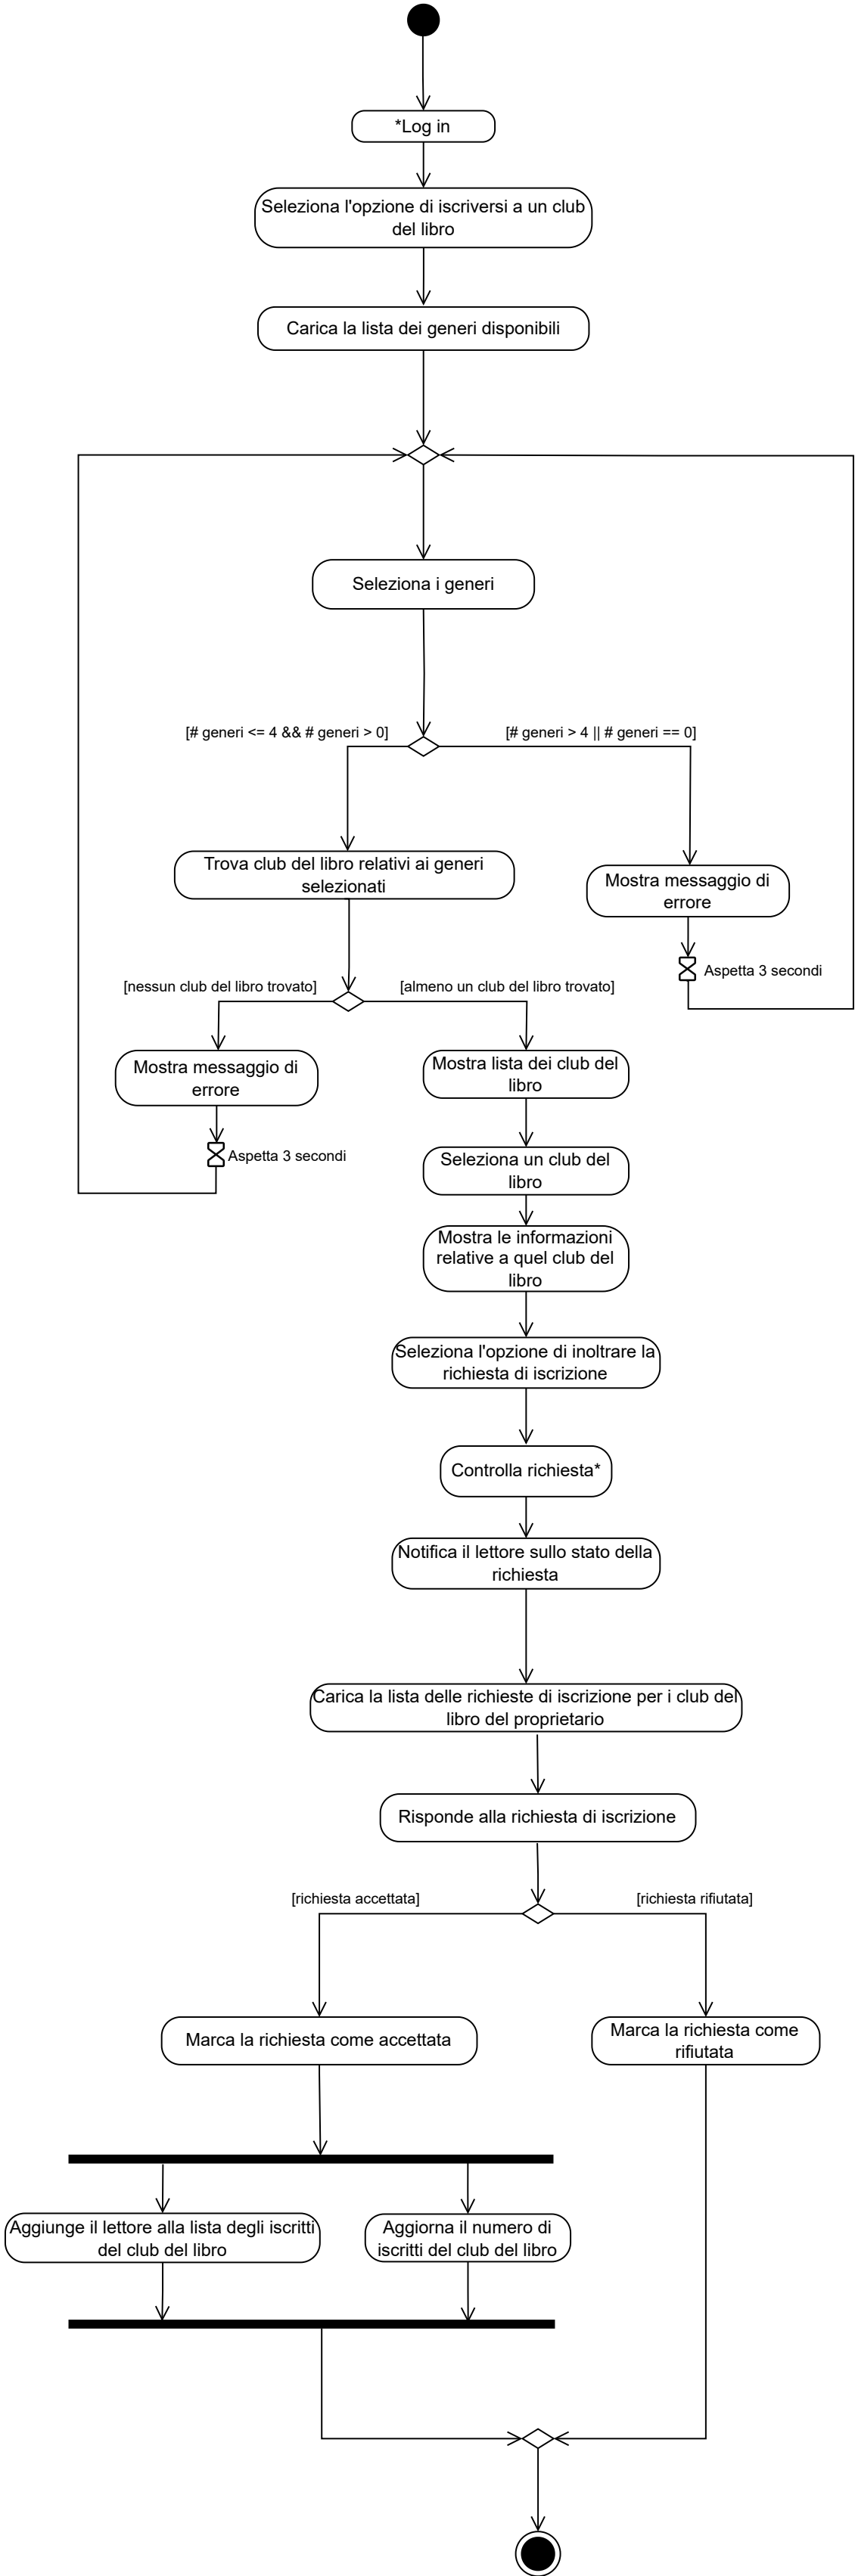 *Log in
Seleziona l'opzione di iscriversi a un club
del libro
Carica la lista dei generi disponibili
Seleziona i generi
[# generi <= 4 && # generi > 0]
[# generi > 4 || # generi == 0]
Trova club del libro relativi ai generi
selezionati
Mostra messaggio di
errore
Aspetta 3 secondi
[nessun club del libro trovato]
[almeno un club del libro trovato]
Mostra messaggio di
errore
Aspetta 3 secondi
Mostra lista dei club del
libro
Seleziona un club del
libro
Mostra le informazioni
relative a quel club del
libro
Seleziona l'opzione di inoltrare la
richiesta di iscrizione
Controlla richiesta*
Notifica il lettore sullo stato della
richiesta
Carica la lista delle richieste di iscrizione per i club del
libro del proprietario
Risponde alla richiesta di iscrizione
[richiesta accettata]
[richiesta rifiutata]
Marca la richiesta come accettata
Marca la richiesta come
rifiutata
Aggiunge il lettore alla lista degli iscritti
del club del libro
Aggiorna il numero di
iscritti del club del libro